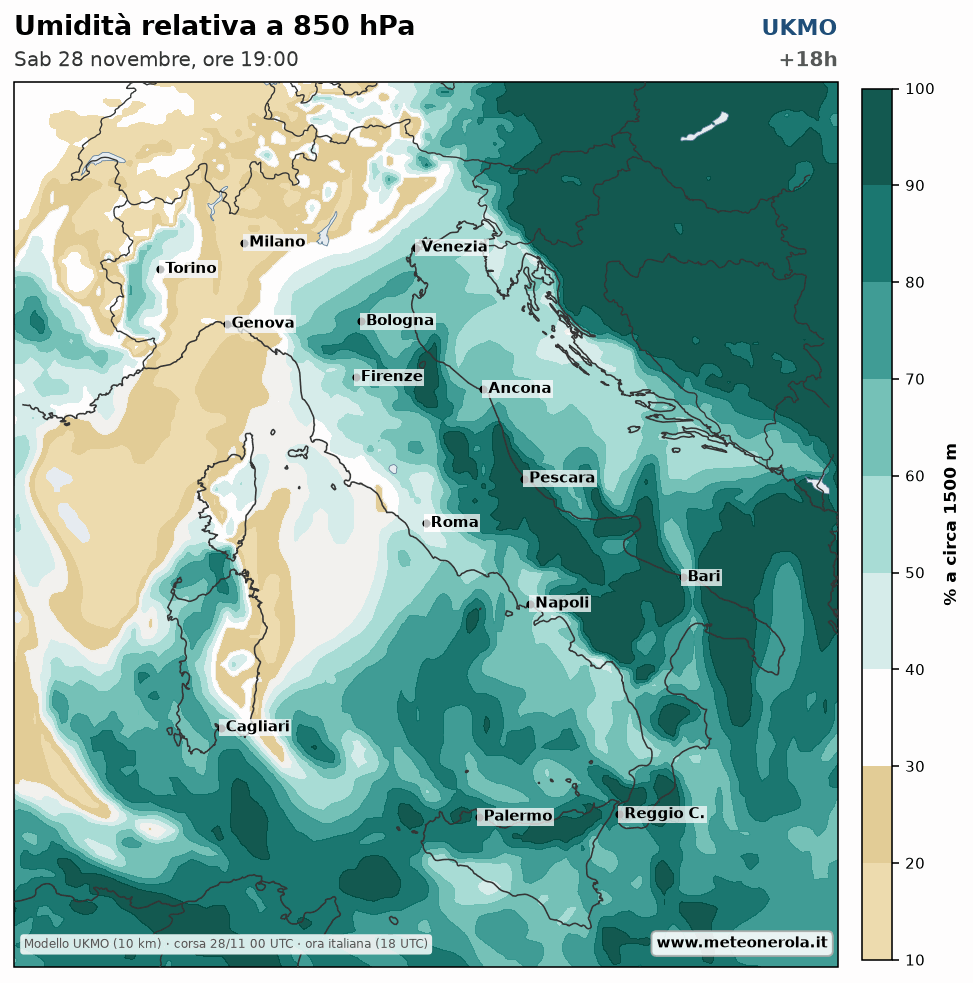 Umidità relativa a 850 hPa
UKMO
Sab 28 novembre, ore 19:00
+18h
100
90
80
70
60
50
40
30
20
10
% a circa 1500 m
Milano
Venezia
Torino
Genova
Bologna
Firenze
Ancona
Pescara
Roma
Bari
Napoli
Cagliari
Palermo
Reggio C.
Modello UKMO (10 km) · corsa 28/11 00 UTC · ora italiana (18 UTC)
www.meteonerola.it